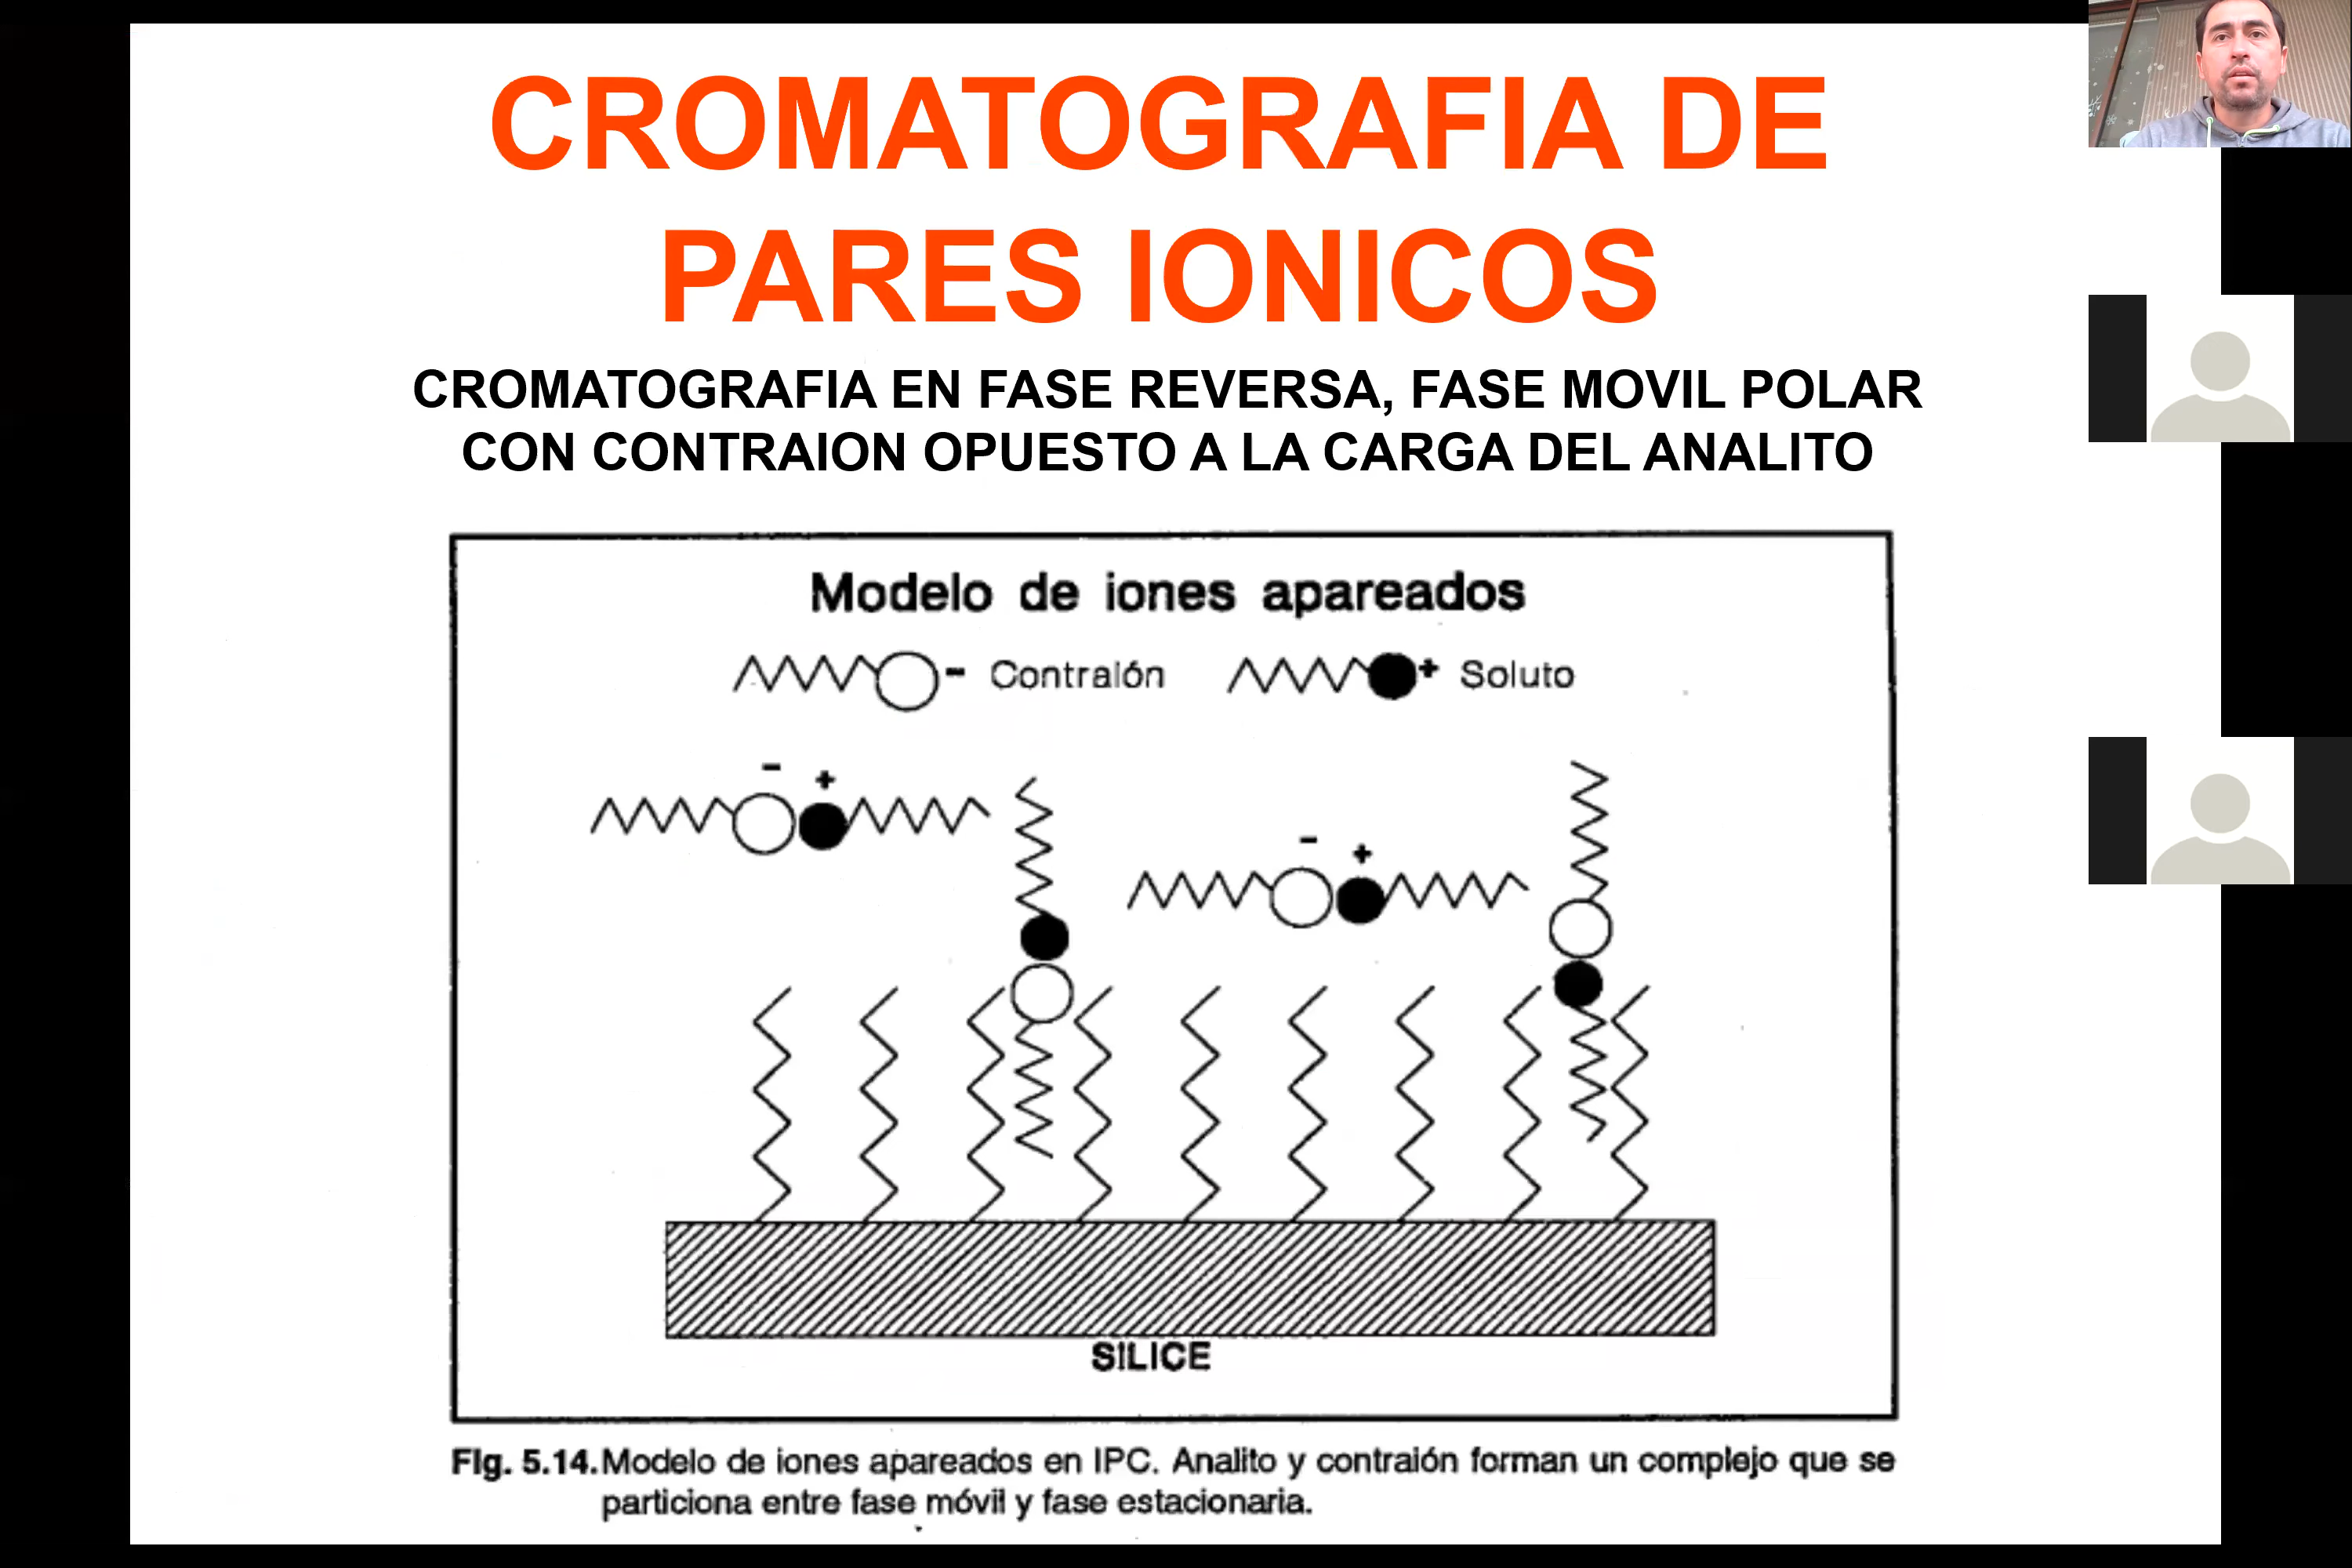 CROMATOGRAFIA DE
PARES IONICOS
CROMATOGRAFIA EN FASE REVERSA, FASE MOVIL POLAR
CON CONTRAION OPUESTO A LA CARGA DEL ANALITO
Modelo de iones apareados
- Contraión + Soluto
- +
- +
SILICE
Fig. 5.14. Modelo de iones apareados en IPC. Analito y contraión forman un complejo que se
particiona entre fase móvil y fase estacionaria.